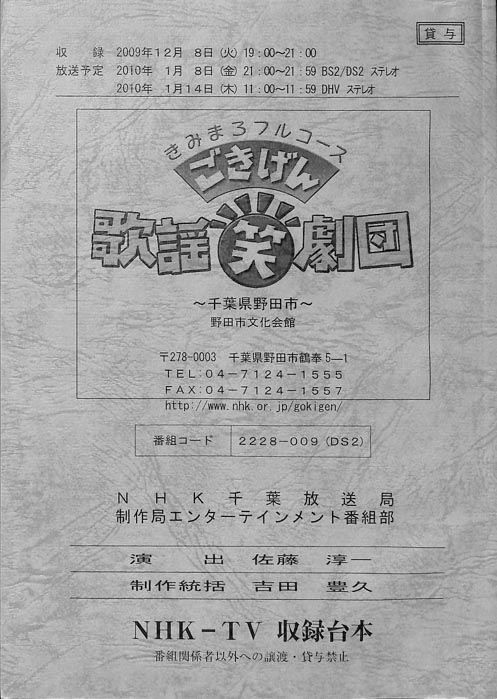 貸与
収　録　2009年12月　8日（火）19：00～21：00
放送予定　2010年　1月　8日（金）21：00～21：59 BS2/DS2 ステレオ
2010年　1月14日（木）11：00～11：59 DHV ステレオ
きみまろフルコース
ごきげん
歌謡笑劇団
～千葉県野田市～
野田市文化会館
〒278-0003　千葉県野田市鶴奉5―1
ＴＥＬ：０４－７１２４－１５５５
ＦＡＸ：０４－７１２４－１５５７
http://www.nhk.or.jp/gokigen/
番組コード　2228－009（DS2）
ＮＨＫ千葉放送局
制作局エンターテインメント番組部
演　出　佐藤　淳一
制作統括　吉田　豊久
NHK－TV 収録台本
番組関係者以外への譲渡・貸与禁止